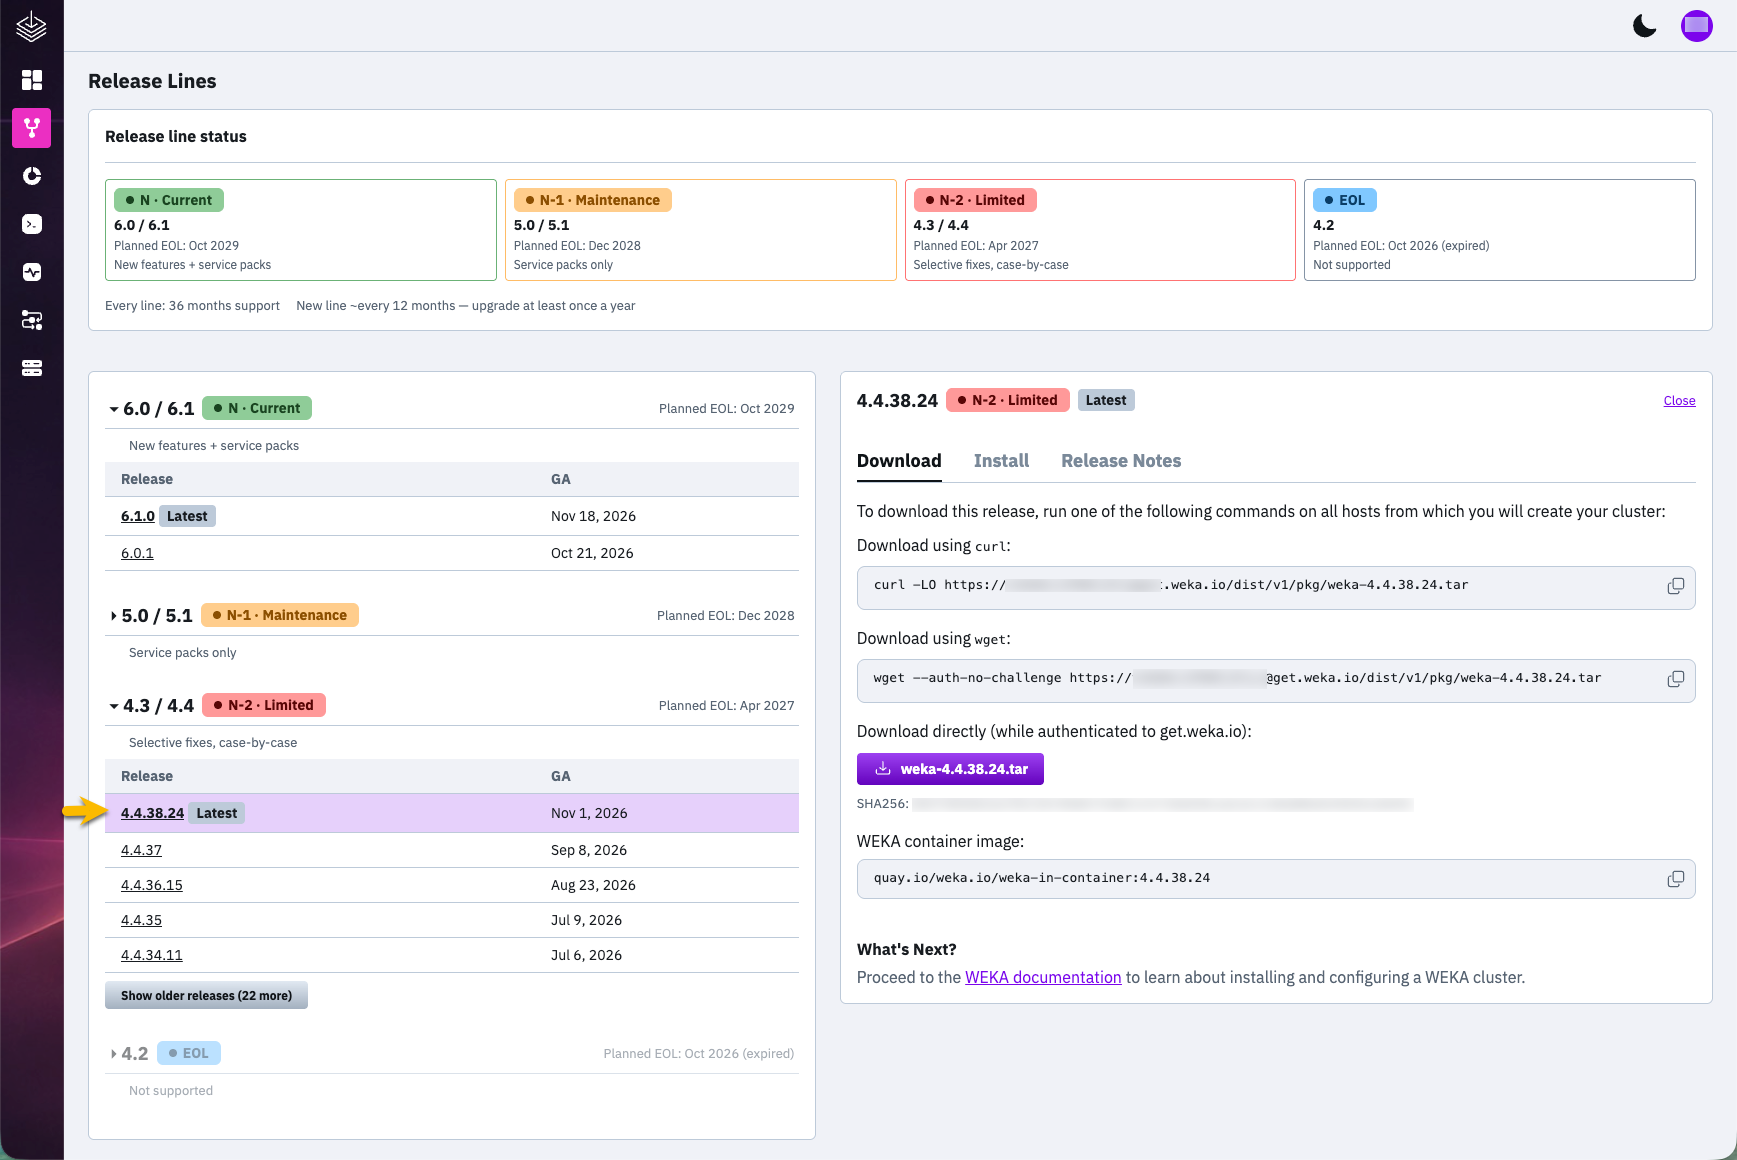 Release Lines
Release line status
N · Current
6.0 / 6.1
Planned EOL: Oct 2029
New features + service packs
N-1 · Maintenance
5.0 / 5.1
Planned EOL: Dec 2028
Service packs only
N-2 · Limited
4.3 / 4.4
Planned EOL: Apr 2027
Selective fixes, case-by-case
EOL
4.2
Planned EOL: Oct 2026 (expired)
Not supported
Every line: 36 months support New line ~every 12 months — upgrade at least once a year
6.0 / 6.1 N · Current Planned EOL: Oct 2029
New features + service packs
Release GA
6.1.0 Latest Nov 18, 2026
6.0.1 Oct 21, 2026
5.0 / 5.1 N-1 · Maintenance Planned EOL: Dec 2028
Service packs only
4.3 / 4.4 N-2 · Limited Planned EOL: Apr 2027
Selective fixes, case-by-case
Release GA
4.4.38.24 Latest Nov 1, 2026
4.4.37 Sep 8, 2026
4.4.36.15 Aug 23, 2026
4.4.35 Jul 9, 2026
4.4.34.11 Jul 6, 2026
Show older releases (22 more)
4.2 EOL Planned EOL: Oct 2026 (expired)
Not supported
4.4.38.24 N-2 · Limited Latest Close
Download Install Release Notes
To download this release, run one of the following commands on all hosts from which you will create your cluster:
Download using curl:
curl -LO https:// .weka.io/dist/v1/pkg/weka-4.4.38.24.tar
Download using wget:
wget --auth-no-challenge https:// @get.weka.io/dist/v1/pkg/weka-4.4.38.24.tar
Download directly (while authenticated to get.weka.io):
weka-4.4.38.24.tar
SHA256:
WEKA container image:
quay.io/weka.io/weka-in-container:4.4.38.24
What's Next?
Proceed to the WEKA documentation to learn about installing and configuring a WEKA cluster.